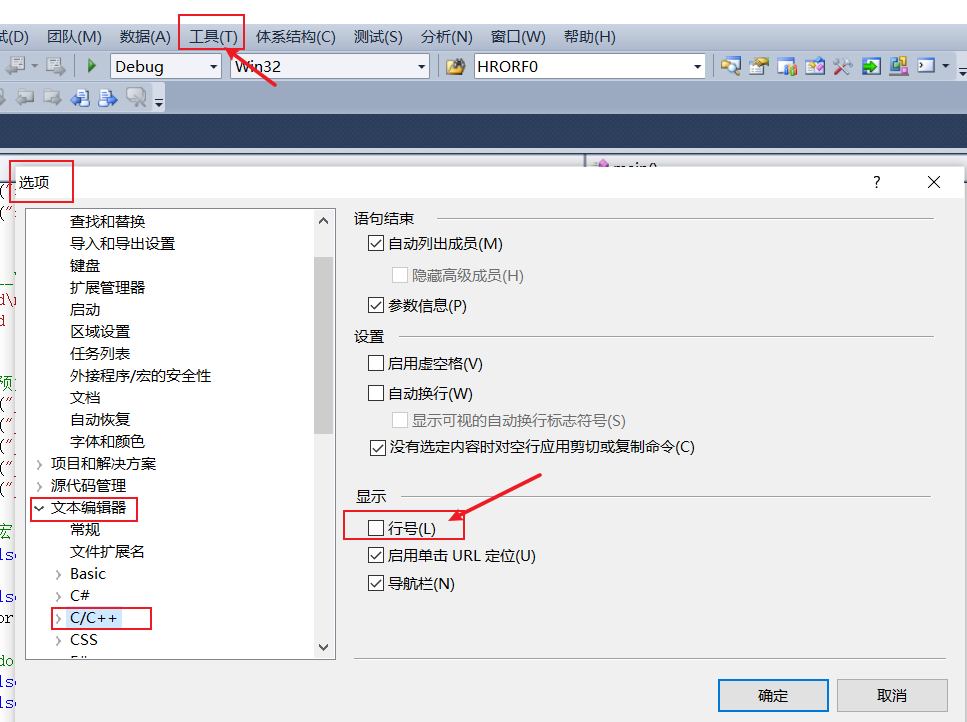 试(D) 团队(M) 数据(A) 工具(T) 体系结构(C) 测试(S) 分析(N) 窗口(W) 帮助(H)
Debug Win32 HRORF0
main()
选项 ?
查找和替换
导入和导出设置
键盘
扩展管理器
启动
区域设置
任务列表
外接程序/宏的安全性
文档
自动恢复
字体和颜色
项目和解决方案
源代码管理
文本编辑器
常规
文件扩展名
Basic
C#
C/C++
CSS
语句结束
自动列出成员(M)
隐藏高级成员(H)
参数信息(P)
设置
启用虚空格(V)
自动换行(W)
显示可视的自动换行标志符号(S)
没有选定内容时对空行应用剪切或复制命令(C)
显示
行号(L)
启用单击 URL 定位(U)
导航栏(N)
确定 取消
("
("
d\
d
预
("
("
("
("
("
宏
ls
ls
or
do
ls
ls